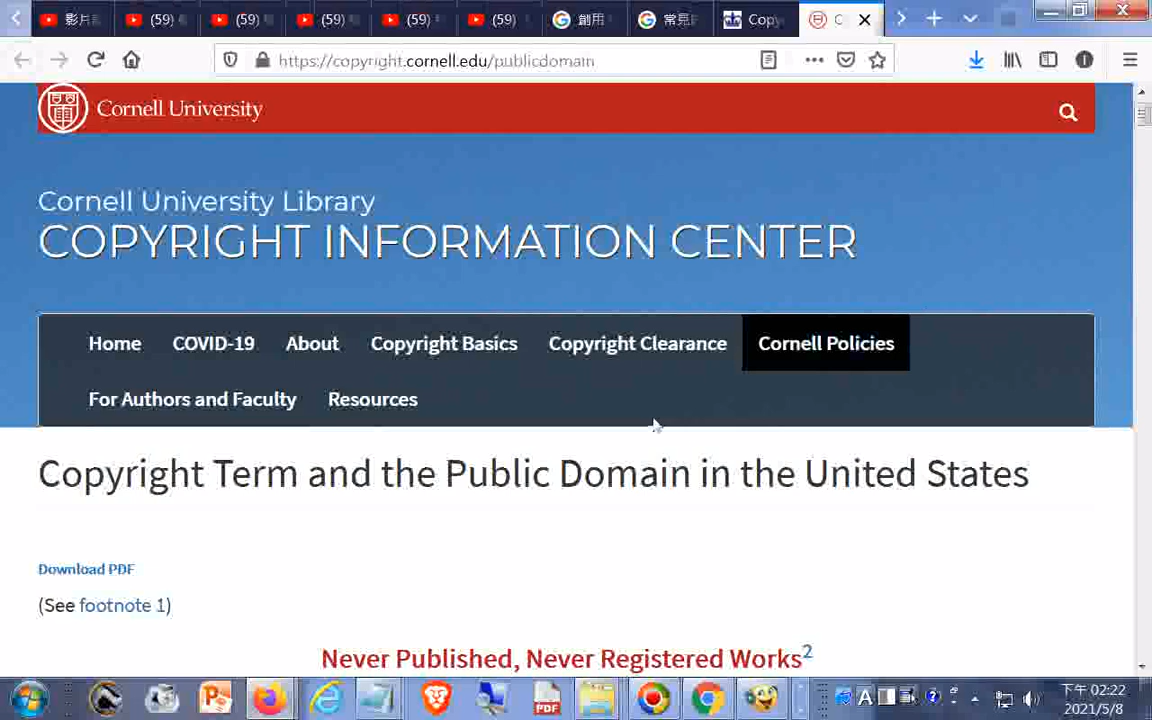 影片
(59)
(59)
(59)
(59)
(59)
創用
常見
Copy
C
https://copyright.cornell.edu/publicdomain
Cornell University
Cornell University Library
COPYRIGHT INFORMATION CENTER
Home COVID-19 About Copyright Basics Copyright Clearance Cornell Policies
For Authors and Faculty Resources
Copyright Term and the Public Domain in the United States
Download PDF
(See footnote 1)
Never Published, Never Registered Works2
PDF
A
下午 02:22
2021/5/8